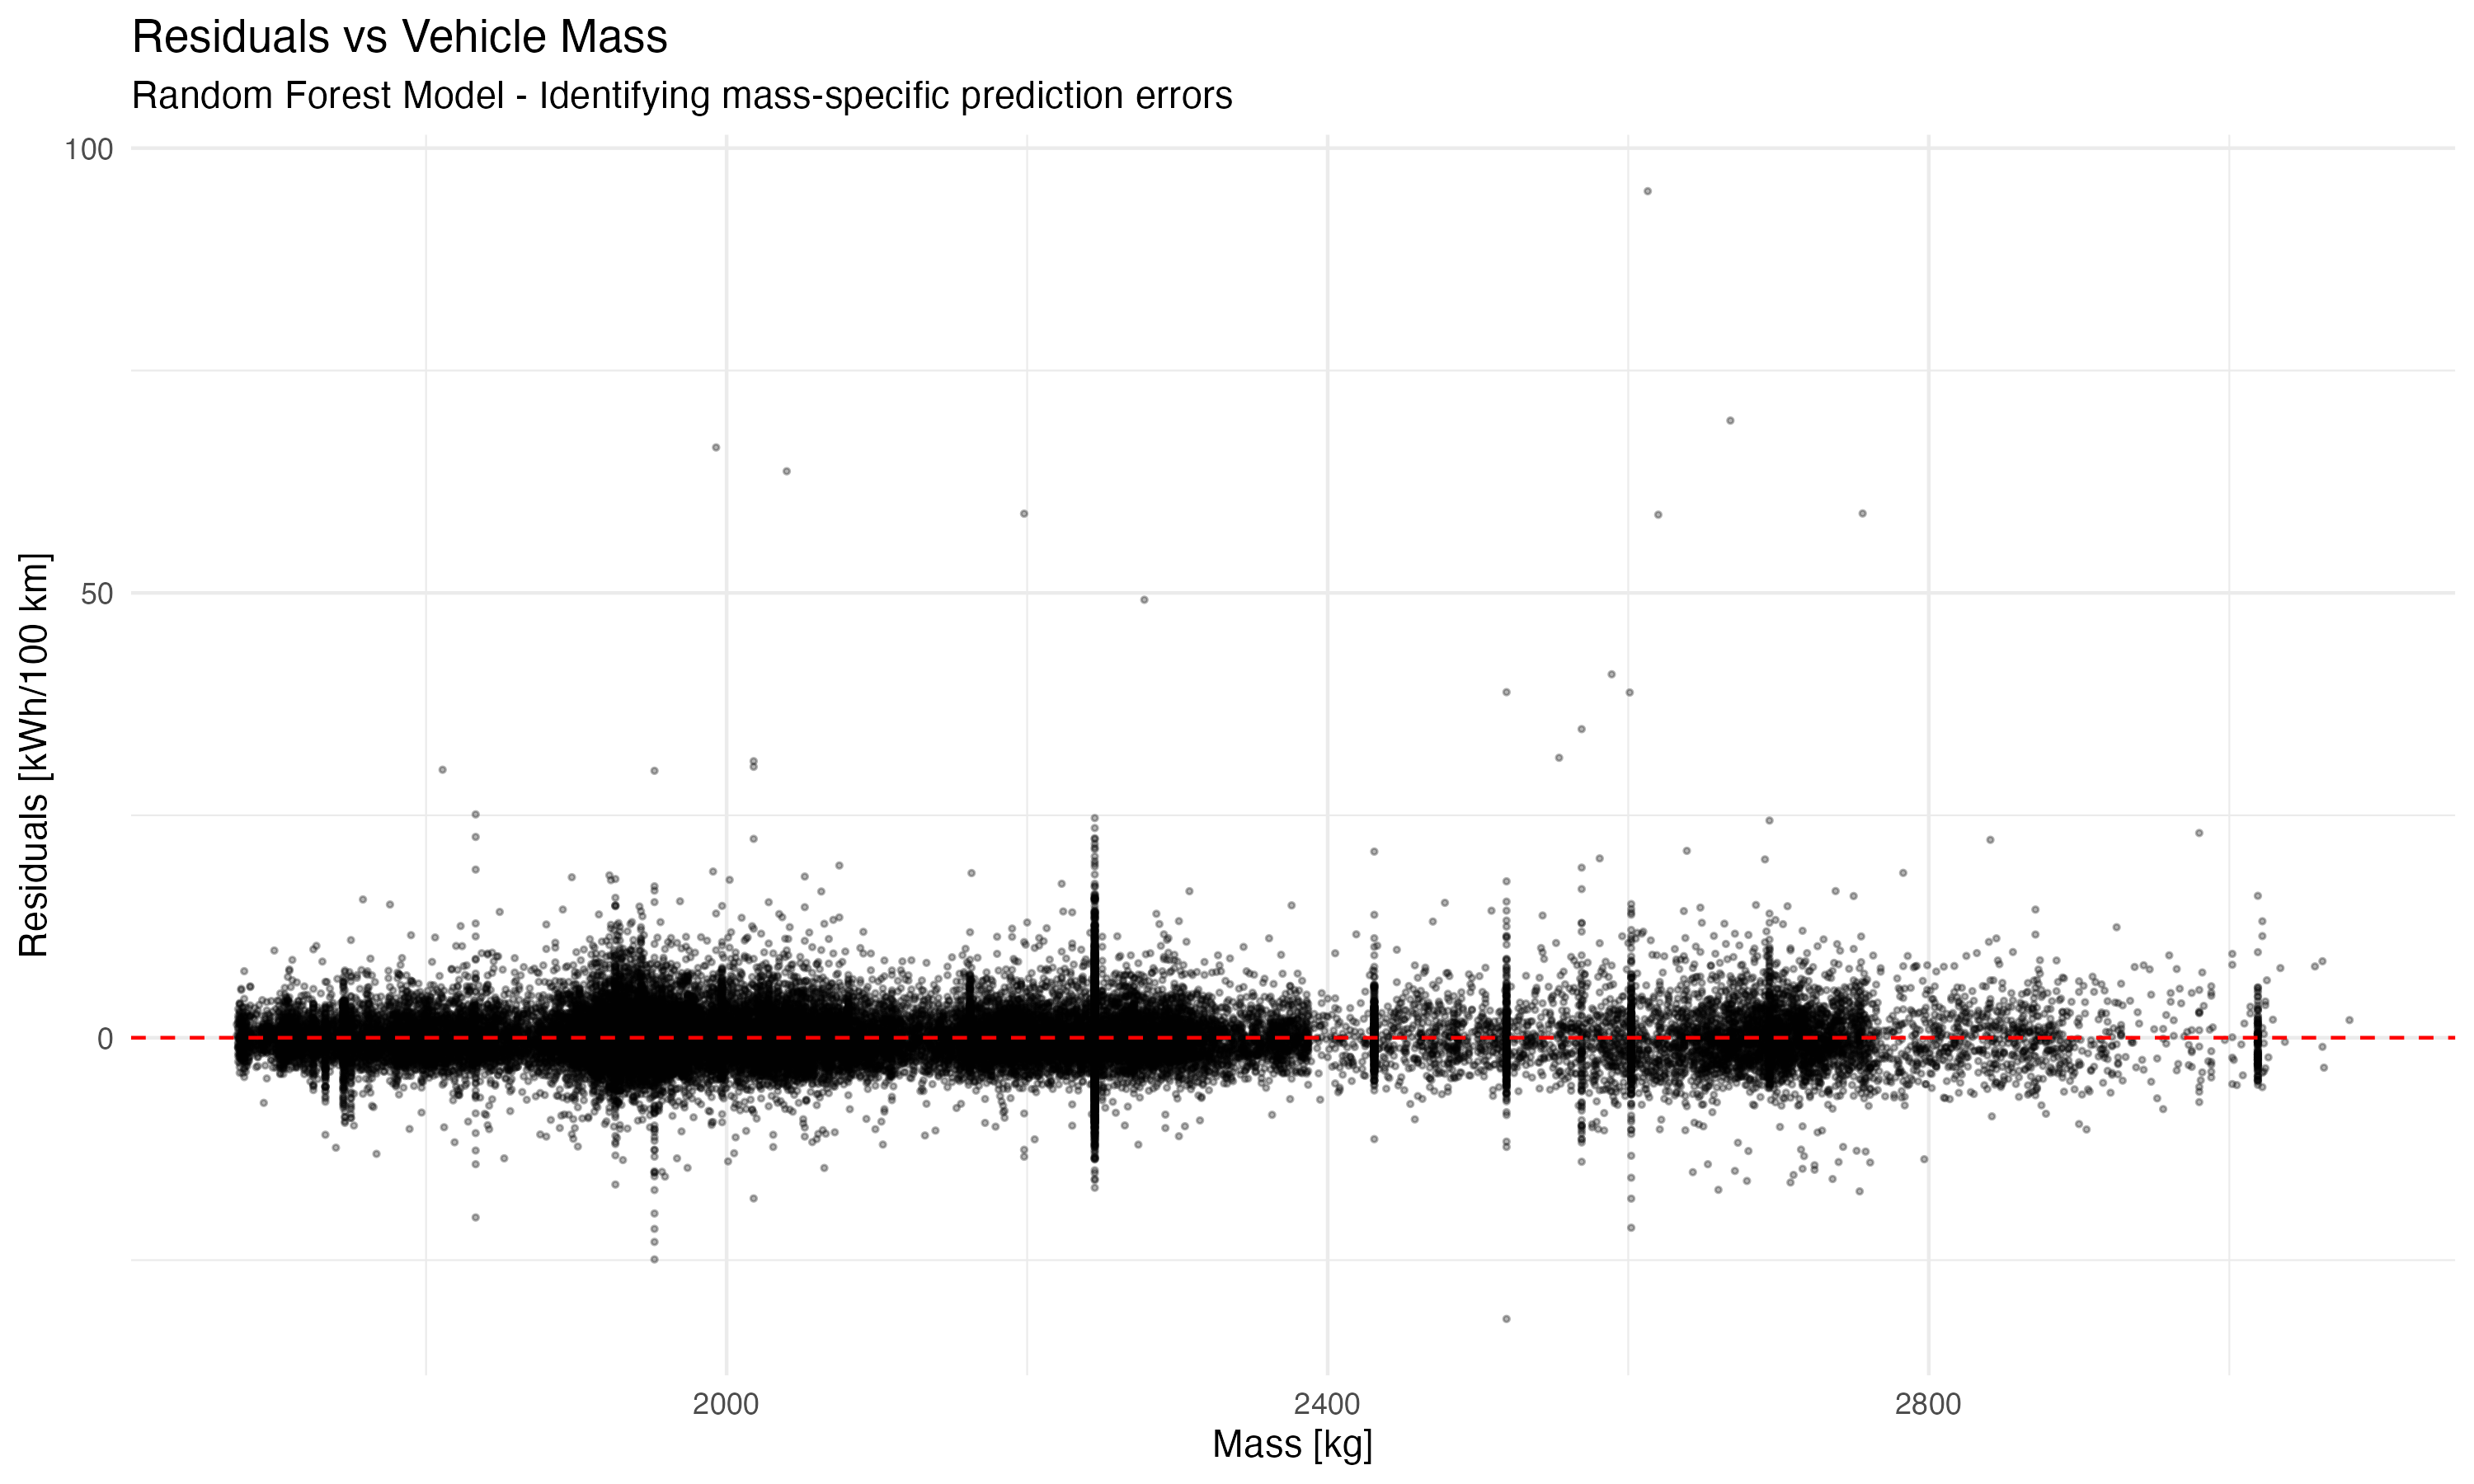 Residuals vs Vehicle Mass
Random Forest Model - Identifying mass-specific prediction errors
100
50
0
Residuals [kWh/100 km]
2000
2400
2800
Mass [kg]